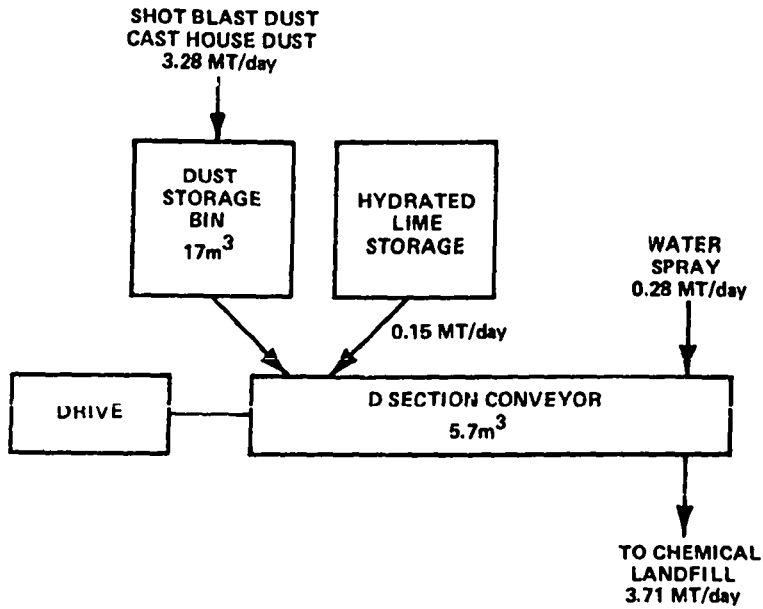 SHOT BLAST DUST
CAST HOUSE DUST
3.28 MT/day
DUST
STORAGE
BIN
17m³
HYDRATED
LIME
STORAGE
WATER
SPRAY
0.28 MT/day
0.15 MT/day
DRIVE
D SECTION CONVEYOR
5.7m³
TO CHEMICAL
LANDFILL
3.71 MT/day